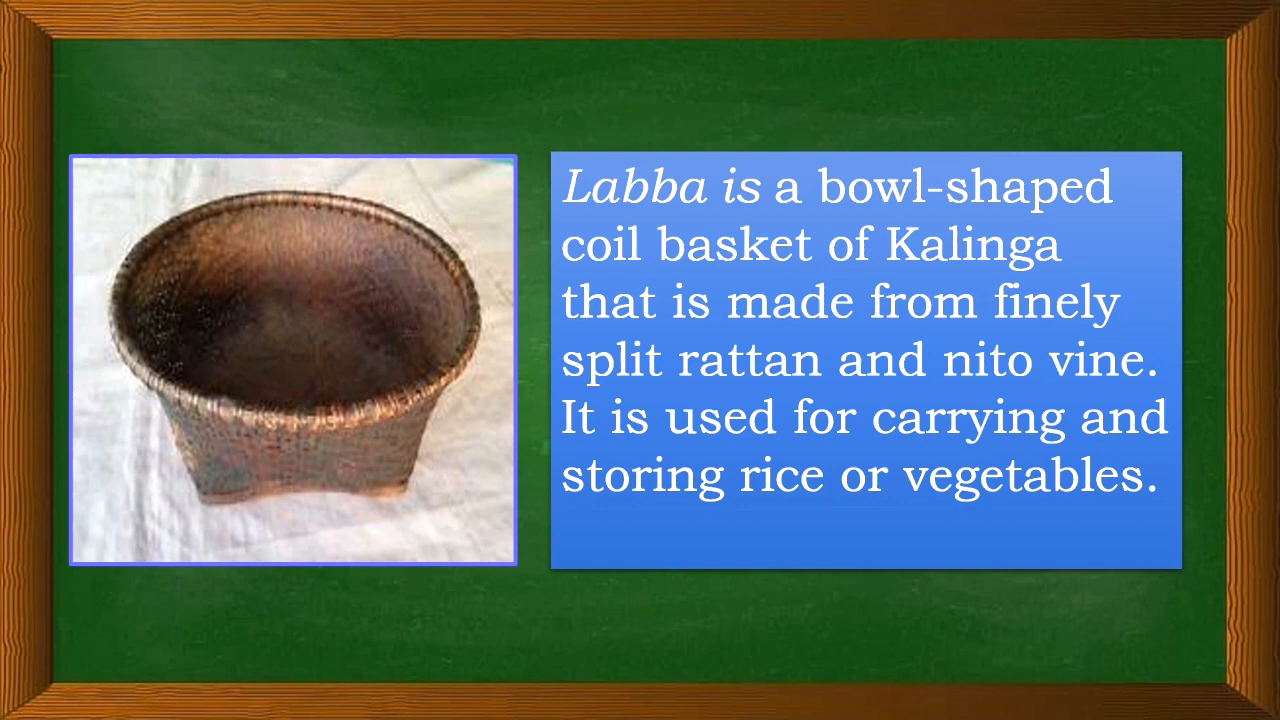 Labba is a bowl-shaped
coil basket of Kalinga
that is made from finely
split rattan and nito vine.
It is used for carrying and
storing rice or vegetables.